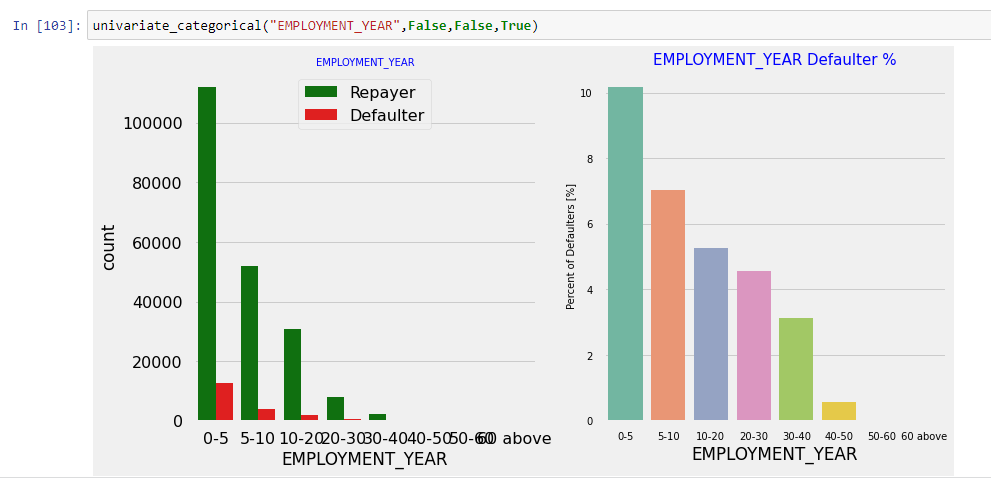 In [103]: univariate_categorical("EMPLOYMENT_YEAR",False,False,True)
EMPLOYMENT_YEAR
Repayer
Defaulter
100000
80000
60000
40000
20000
0
count
0-5 5-10 10-20 20-30 30-40 40-50 50-60 60 above
EMPLOYMENT_YEAR
EMPLOYMENT_YEAR Defaulter %
10
8
6
4
2
0
Percent of Defaulters [%]
0-5 5-10 10-20 20-30 30-40 40-50 50-60 60 above
EMPLOYMENT_YEAR